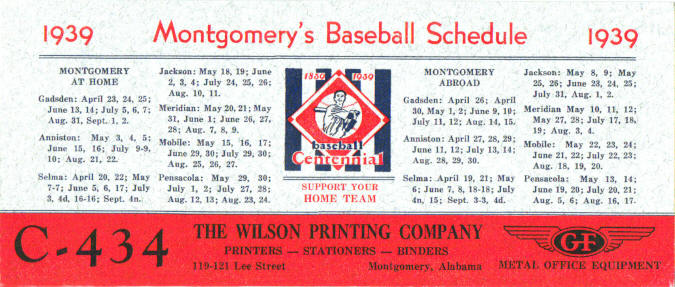 1939 Montgomery's Baseball Schedule 1939
MONTGOMERY
AT HOME
Gadsden: April 23, 24, 25;
June 13, 14; July 5, 6, 7;
Aug. 31, Sept. 1, 2.
Anniston: May 3, 4, 5;
June 15, 16; July 9-9,
10; Aug. 21, 22.
Selma: April 20, 22; May
7-7; June 5, 6, 17; July
3, 4d, 16-16; Sept. 4n.
Jackson: May 18, 19; June
2, 3, 4; July 24, 25, 26;
Aug. 10, 11.
Meridian: May 20, 21; May
31, June 1; June 26, 27,
28; Aug. 7, 8, 9.
Mobile: May 15, 16, 17;
June 29, 30; July 29, 30;
Aug. 25, 26, 27.
Pensacola: May 29, 30;
July 1, 2; July 27, 28;
Aug. 12, 13; Aug. 23, 24.
1839 1939
baseball
Centennial
SUPPORT YOUR
HOME TEAM
MONTGOMERY
ABROAD
Gadsden: April 26; April
30, May 1, 2; June 9, 10;
July 11, 12; Aug. 14, 15.
Anniston: April 27, 28, 29;
June 11, 12; July 13, 14;
Aug. 28, 29, 30.
Selma: April 19, 21; May
6; June 7, 8, 18-18; July
4n, 15; Sept. 3-3, 4d.
Jackson: May 8, 9; May
25, 26; June 23, 24, 25;
July 31, Aug. 1, 2.
Meridian: May 10, 11, 12;
May 27, 28; July 17, 18,
19; Aug. 3, 4.
Mobile: May 22, 23, 24;
June 21, 22; July 22, 23;
Aug. 18, 19, 20.
Pensacola: May 13, 14;
June 19, 20; July 20, 21;
Aug. 5, 6; Aug. 16, 17.
C-434
THE WILSON PRINTING COMPANY
PRINTERS — STATIONERS — BINDERS
119-121 Lee Street Montgomery, Alabama
GF
METAL OFFICE EQUIPMENT